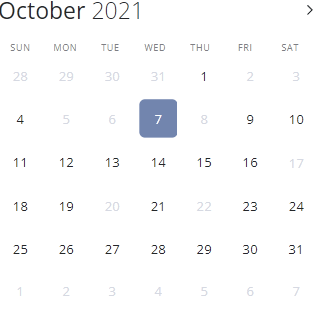 October 2021 >
SUN MON TUE WED THU FRI SAT
28 29 30 31 1 2 3
4 5 6 7 8 9 10
11 12 13 14 15 16 17
18 19 20 21 22 23 24
25 26 27 28 29 30 31
1 2 3 4 5 6 7